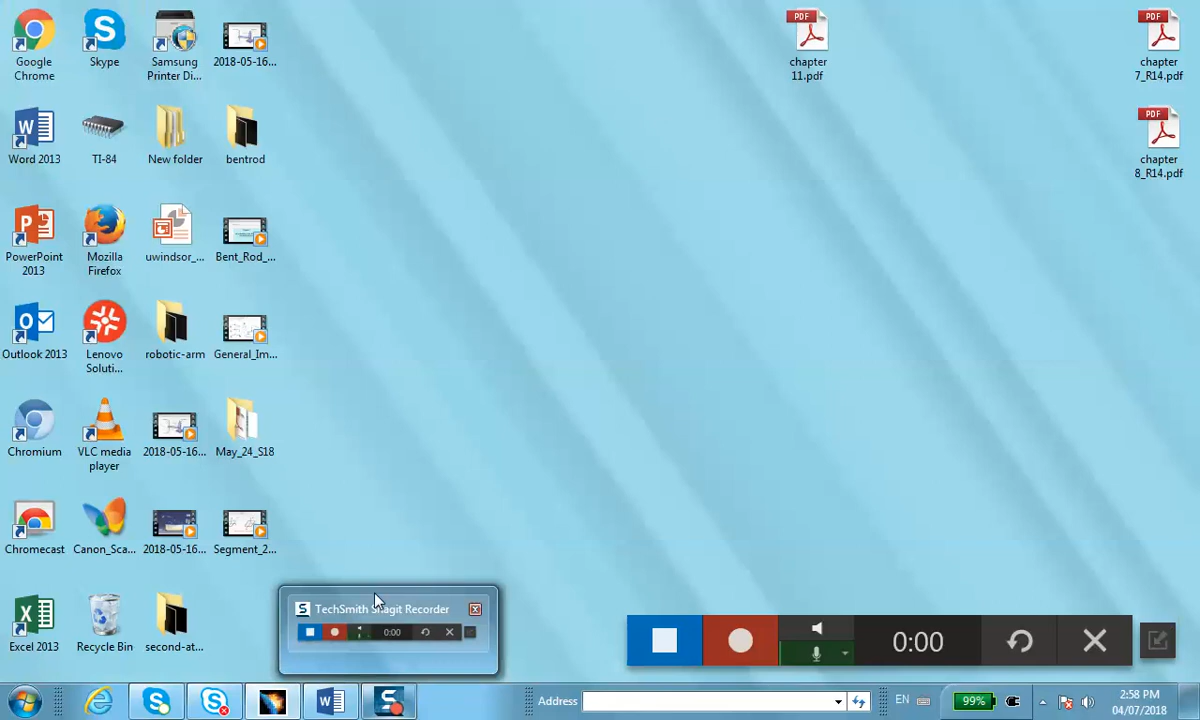 Google
Chrome
Skype
Samsung
Printer Di...
2018-05-16...
PDF
chapter
11.pdf
PDF
chapter
7_R14.pdf
Word 2013
TI-84
New folder
bentrod
PDF
chapter
8_R14.pdf
PowerPoint
2013
Mozilla
Firefox
uwindsor_...
Bent_Rod_...
Outlook 2013
Lenovo
Soluti...
robotic-arm
General_Im...
Chromium
VLC media
player
2018-05-16...
May_24_S18
Chromecast
Canon_Sca...
2018-05-16...
Segment_2...
Excel 2013
Recycle Bin
second-at...
TechSmith Snagit Recorder
0:00
0:00
Address
EN
99%
2:58 PM
04/07/2018